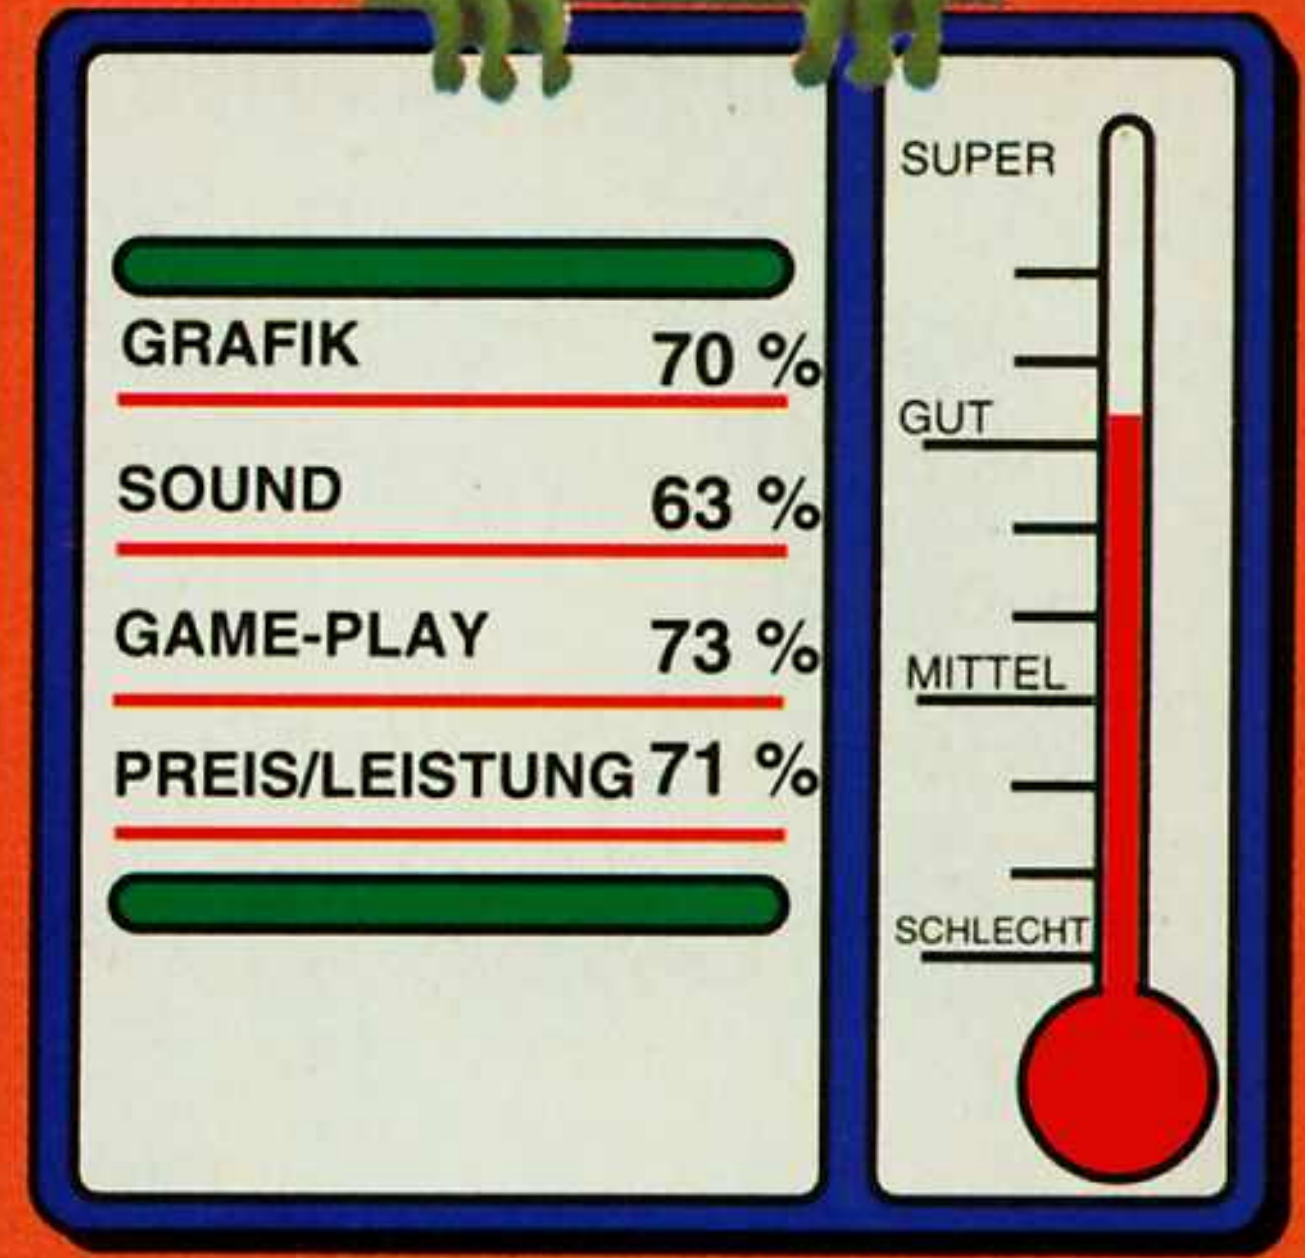 GRAFIK 70 %
SOUND 63 %
GAME-PLAY 73 %
PREIS/LEISTUNG 71 %
SUPER
GUT
MITTEL
SCHLECHT